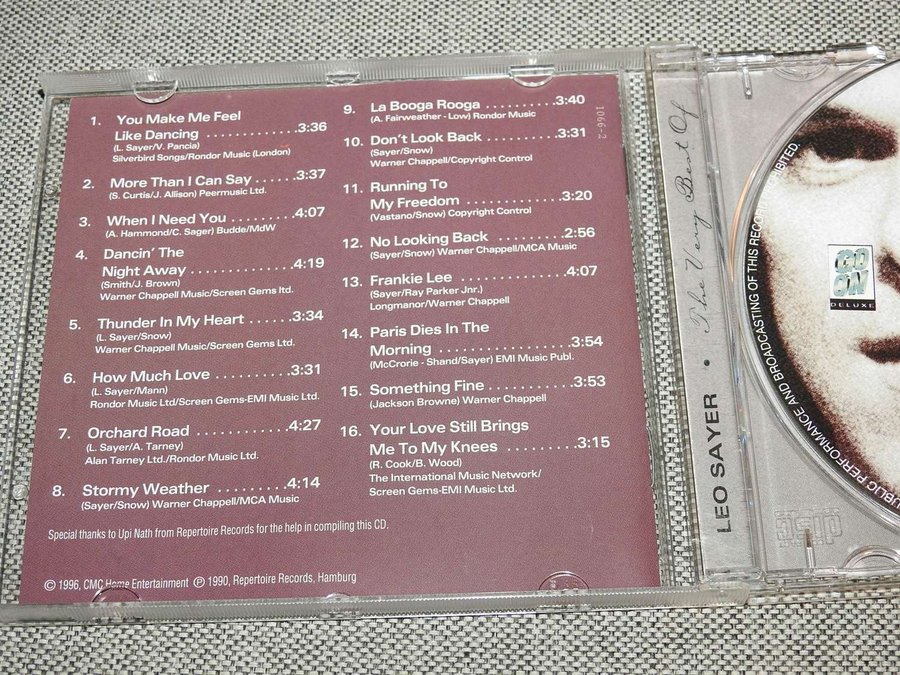 1. You Make Me Feel
Like Dancing ..........3:36
(L. Sayer/V. Pancia)
Silverbird Songs/Rondor Music (London)
2. More Than I Can Say ......3:37
(S. Curtis/J. Allison) Peermusic Ltd.
3. When I Need You .........4:07
(A. Hammond/C. Sager) Budde/MdW
4. Dancin' The
Night Away .............4:19
(Smith/J. Brown)
Warner Chappell Music/Screen Gems ltd.
5. Thunder In My Heart ......3:34
(L. Sayer/Snow)
Warner Chappell Music/Screen Gems Ltd.
6. How Much Love ..........3:31
(L. Sayer/Mann)
Rondor Music Ltd/Screen Gems-EMI Music Ltd.
7. Orchard Road ............4:27
(L. Sayer/A. Tarney)
Alan Tarney Ltd./Rondor Music Ltd.
8. Stormy Weather .........4:14
(Sayer/Snow) Warner Chappell/MCA Music
9. La Booga Rooga ..........3:40
(A. Fairweather - Low) Rondor Music
10. Don't Look Back ..........3:31
(Sayer/Snow)
Warner Chappell/Copyright Control
11. Running To
My Freedom .............3:20
(Vastano/Snow) Copyright Control
12. No Looking Back .........2:56
(Sayer/Snow) Warner Chappell/MCA Music
13. Frankie Lee ..............4:07
(Sayer/Ray Parker Jnr.)
Longmanor/Warner Chappell
14. Paris Dies In The
Morning .................3:54
(McCrorie - Shand/Sayer) EMI Music Publ.
15. Something Fine ..........3:53
(Jackson Browne) Warner Chappell
16. Your Love Still Brings
Me To My Knees .........3:15
(R. Cook/B. Wood)
The International Music Network/
Screen Gems-EMI Music Ltd.
Special thanks to Upi Nath from Repertoire Records for the help in compiling this CD.
© 1996, CMC Home Entertainment ℗ 1990, Repertoire Records, Hamburg
1066-2
LEO SAYER • The Very Best Of
PUBLIC PERFORMANCE AND BROADCASTING OF THIS RECO
IBITED.
GO
ON
DELUXE
disc